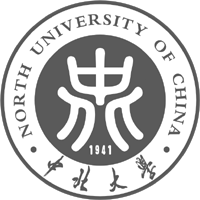 · NORTH UNIVERSITY OF CHINA ·
1941
中北大学